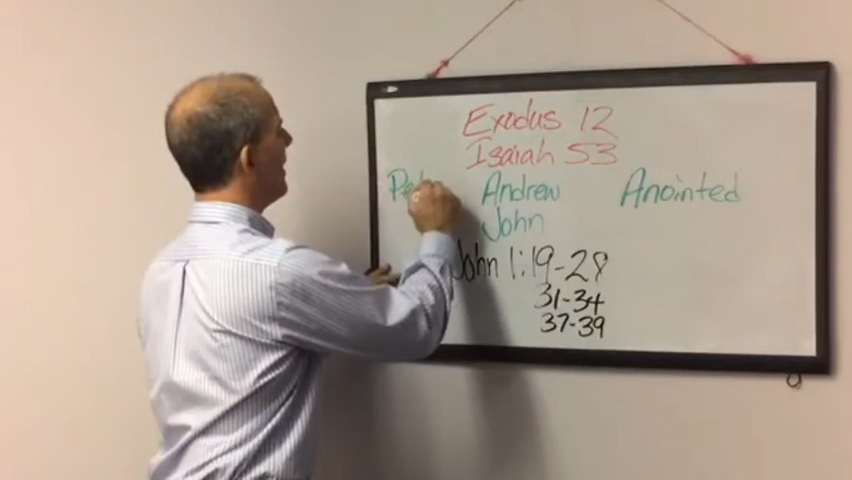 Exodus 12
Isaiah 53
Andrew Anointed
John
John 1:19-28
31-34
37-39